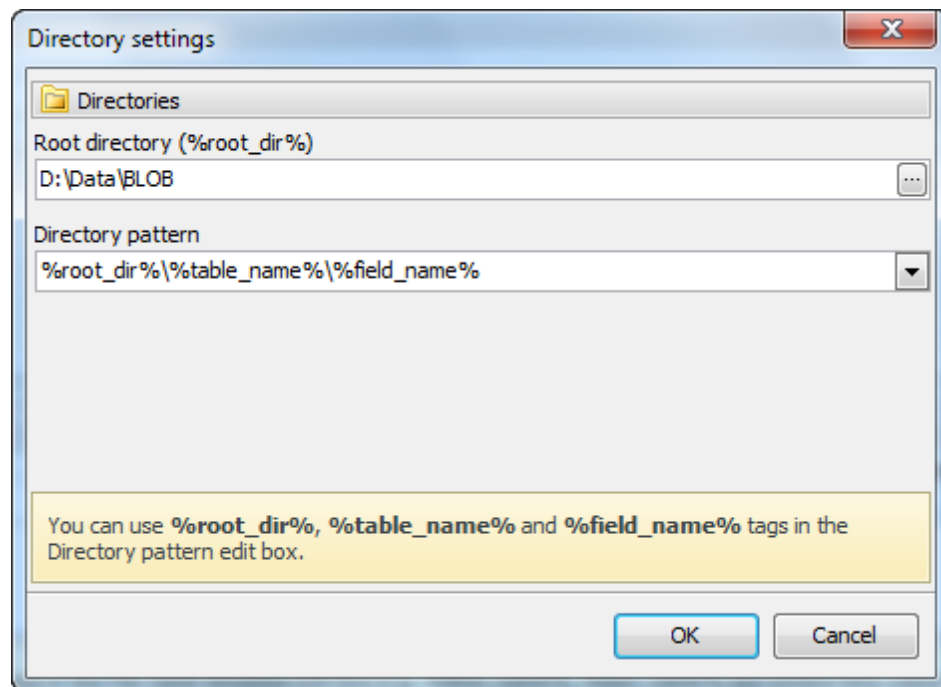 Directory settings
Directories
Root directory (%root_dir%)
D:\Data\BLOB
...
Directory pattern
%root_dir%\%table_name%\%field_name%
You can use %root_dir%, %table_name% and %field_name% tags in the
Directory pattern edit box.
OK
Cancel